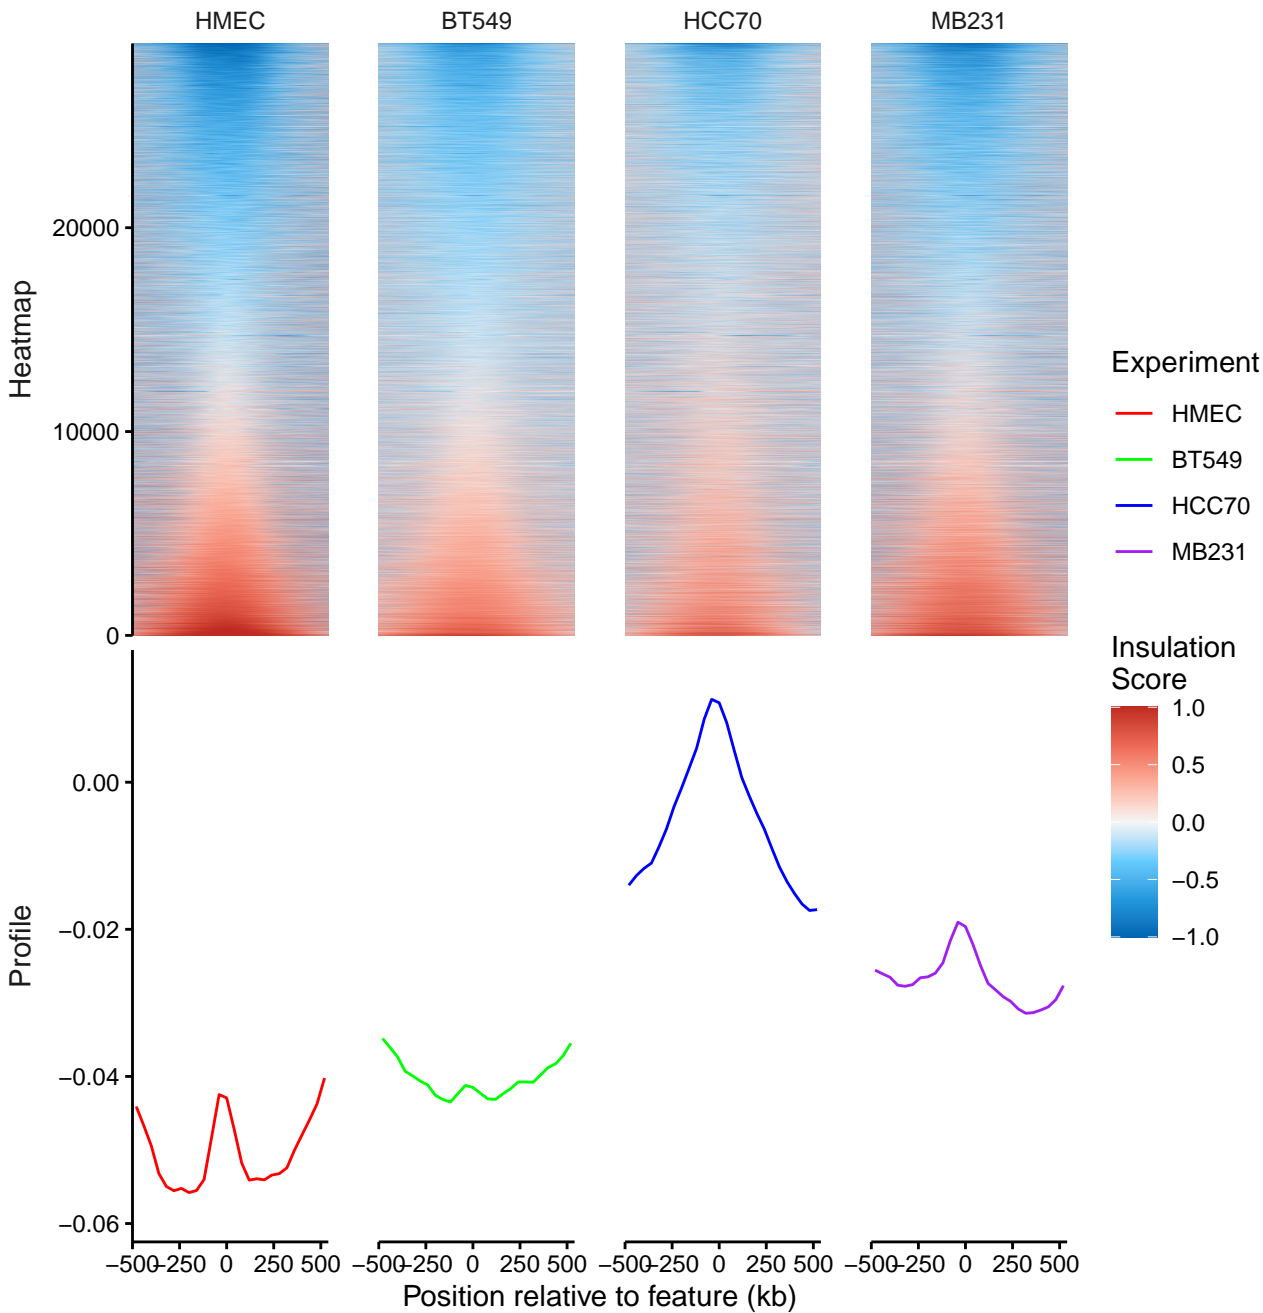 HMEC BT549 HCC70 MB231
Heatmap
20000
10000
0
Experiment
HMEC
BT549
HCC70
MB231
Insulation
Score
1.0
0.5
0.0
−0.5
−1.0
Profile
0.00
−0.02
−0.04
−0.06
−500 −250 0 250 500 −500 −250 0 250 500 −500 −250 0 250 500 −500 −250 0 250 500
Position relative to feature (kb)